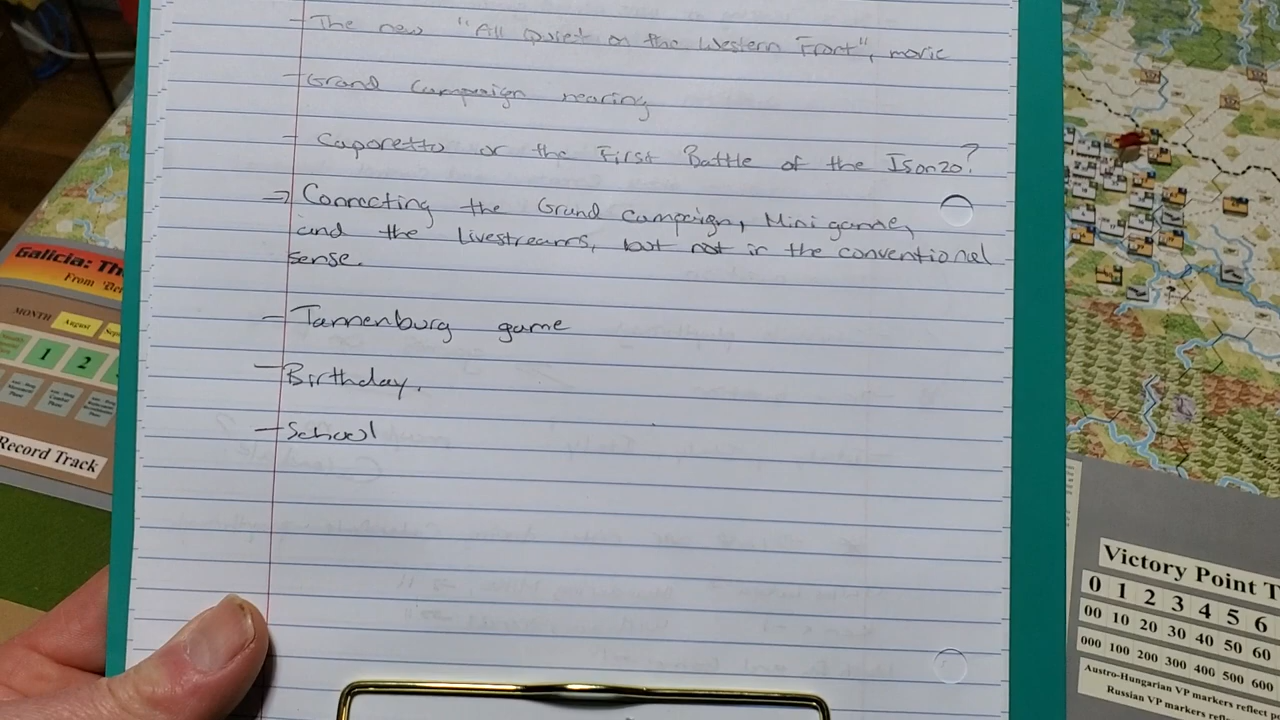 - The new "All Quiet on the Western Front", movie
- Grand Campaign nearing
- Caporetto or the First Battle of the Isonzo?
→ Connecting the Grand Campaign, Mini game,
and the livestreams, but not in the conventional
sense.
- Tannenburg game
- Birthday.
- School
Galicia: Th
From
MONTH August
1 2
Record Track
Victory Point T
0 1 2 3 4 5 6
00 10 20 30 40 50 60
000 100 200 300 400 500 600
Austro-Hungarian VP markers reflect
Russian VP markers